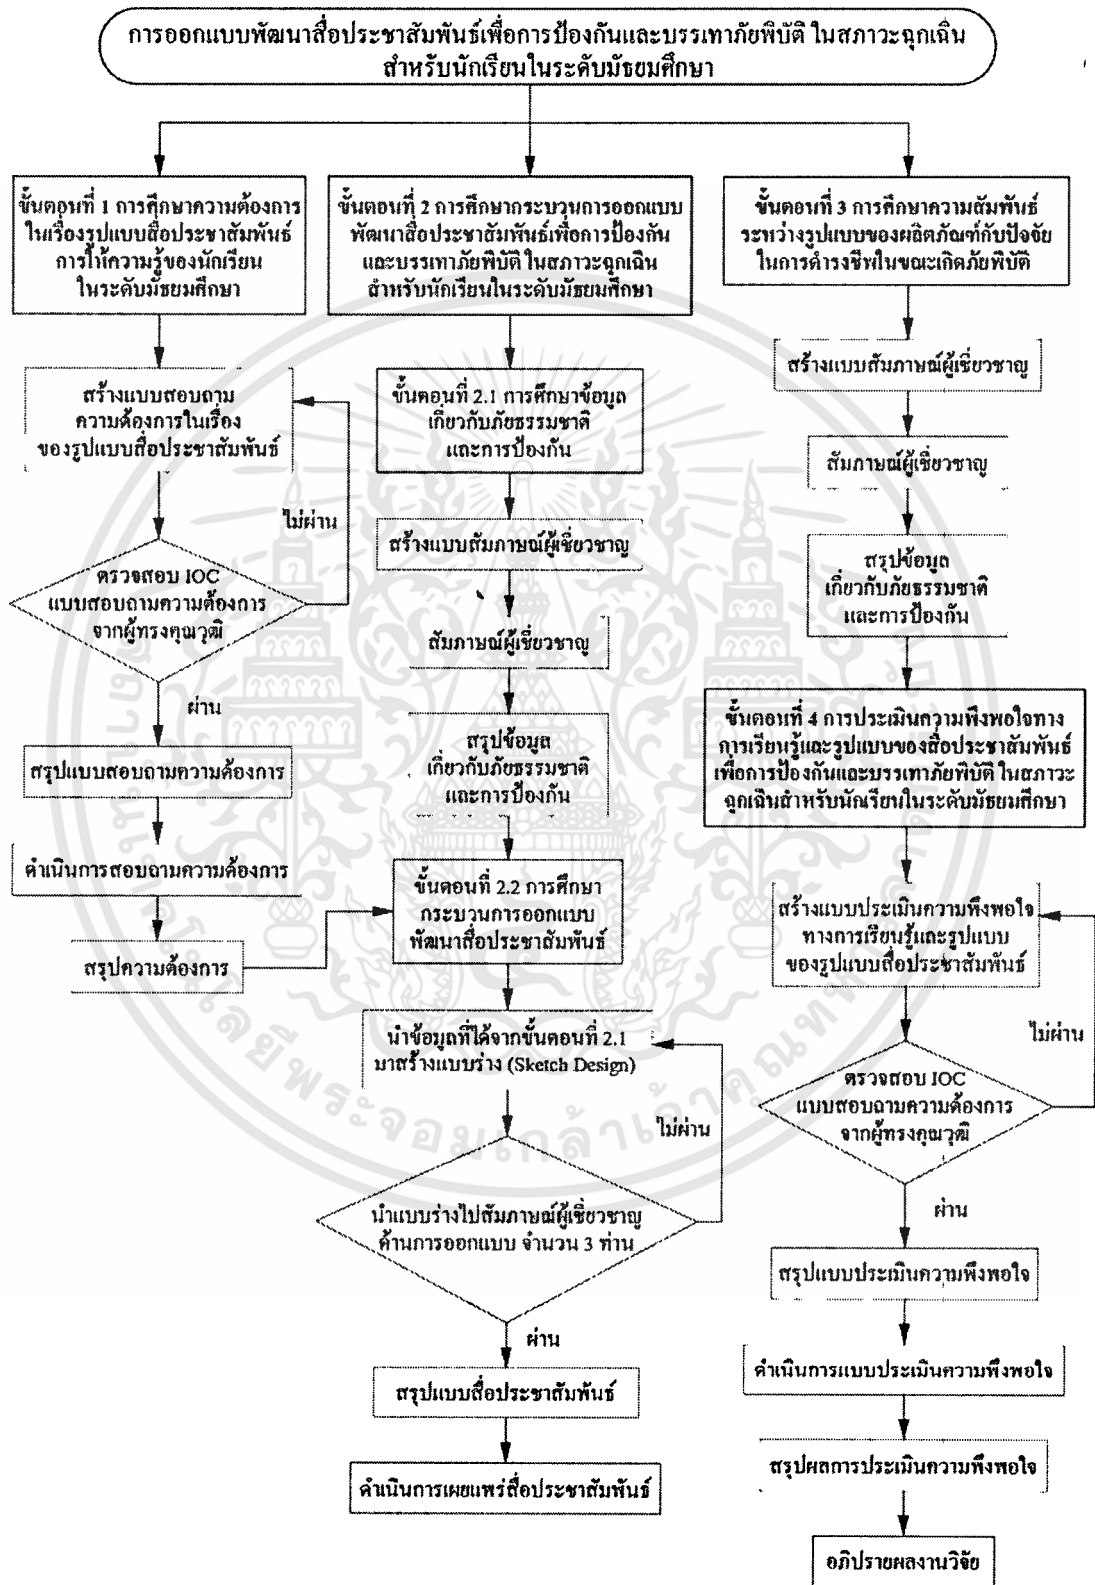 การออกแบบพัฒนาสื่อประชาสัมพันธ์เพื่อการป้องกันและบรรเทาภัยพิบัติ ในสภาวะฉุกเฉิน
สำหรับนักเรียนในระดับมัธยมศึกษา
ขั้นตอนที่ 1 การศึกษาความต้องการ
ในเรื่องรูปแบบสื่อประชาสัมพันธ์
การให้ความรู้ของนักเรียน
ในระดับมัธยมศึกษา
สร้างแบบสอบถาม
ความต้องการในเรื่อง
ของรูปแบบสื่อประชาสัมพันธ์
ไม่ผ่าน
ตรวจสอบ IOC
แบบสอบถามความต้องการ
จากผู้ทรงคุณวุฒิ
ผ่าน
สรุปแบบสอบถามความต้องการ
ดำเนินการสอบถามความต้องการ
สรุปความต้องการ
ขั้นตอนที่ 2 การศึกษากระบวนการออกแบบ
พัฒนาสื่อประชาสัมพันธ์เพื่อการป้องกัน
และบรรเทาภัยพิบัติ ในสภาวะฉุกเฉิน
สำหรับนักเรียนในระดับมัธยมศึกษา
ขั้นตอนที่ 2.1 การศึกษาข้อมูล
เกี่ยวกับภัยธรรมชาติ
และการป้องกัน
สร้างแบบสัมภาษณ์ผู้เชี่ยวชาญ
สัมภาษณ์ผู้เชี่ยวชาญ
สรุปข้อมูล
เกี่ยวกับภัยธรรมชาติ
และการป้องกัน
ขั้นตอนที่ 2.2 การศึกษา
กระบวนการออกแบบ
พัฒนาสื่อประชาสัมพันธ์
นำข้อมูลที่ได้จากขั้นตอนที่ 2.1
มาสร้างแบบร่าง (Sketch Design)
ไม่ผ่าน
นำแบบร่างไปสัมภาษณ์ผู้เชี่ยวชาญ
ด้านการออกแบบ จำนวน 3 ท่าน
ผ่าน
สรุปแบบสื่อประชาสัมพันธ์
ดำเนินการเผยแพร่สื่อประชาสัมพันธ์
ขั้นตอนที่ 3 การศึกษาความสัมพันธ์
ระหว่างรูปแบบของผลิตภัณฑ์กับปัจจัย
ในการดำรงชีพในขณะเกิดภัยพิบัติ
สร้างแบบสัมภาษณ์ผู้เชี่ยวชาญ
สัมภาษณ์ผู้เชี่ยวชาญ
สรุปข้อมูล
เกี่ยวกับภัยธรรมชาติ
และการป้องกัน
ขั้นตอนที่ 4 การประเมินความพึงพอใจทาง
การเรียนรู้และรูปแบบของสื่อประชาสัมพันธ์
เพื่อการป้องกันและบรรเทาภัยพิบัติ ในสภาวะ
ฉุกเฉินสำหรับนักเรียนในระดับมัธยมศึกษา
สร้างแบบประเมินความพึงพอใจ
ทางการเรียนรู้และรูปแบบ
ของรูปแบบสื่อประชาสัมพันธ์
ไม่ผ่าน
ตรวจสอบ IOC
แบบสอบถามความต้องการ
จากผู้ทรงคุณวุฒิ
ผ่าน
สรุปแบบประเมินความพึงพอใจ
ดำเนินการแบบประเมินความพึงพอใจ
สรุปผลการประเมินความพึงพอใจ
อภิปรายผลงานวิจัย